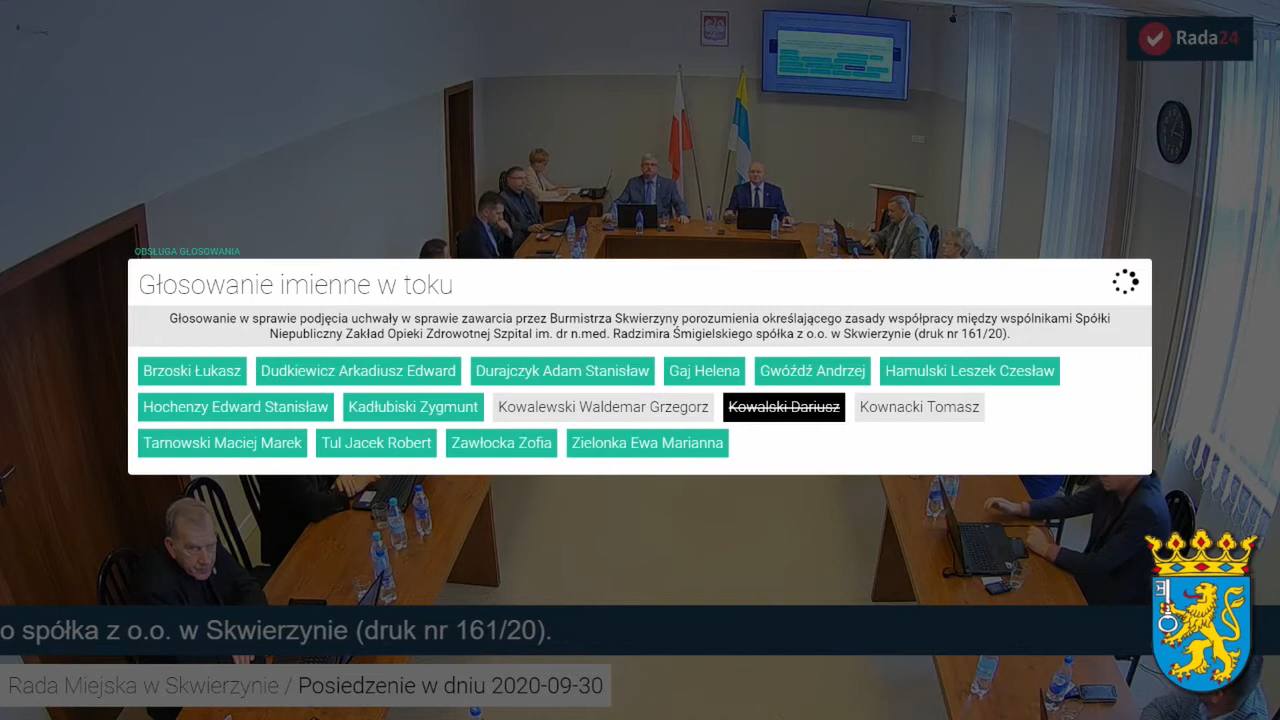 Rada24
OBSŁUGA GŁOSOWANIA
Głosowanie imienne w toku
Głosowanie w sprawie podjęcia uchwały w sprawie zawarcia przez Burmistrza Skwierzyny porozumienia określającego zasady współpracy między wspólnikami Spółki
Niepubliczny Zakład Opieki Zdrowotnej Szpital im. dr n.med. Radzimira Śmigielskiego spółka z o.o. w Skwierzynie (druk nr 161/20).
Brzoski Łukasz Dudkiewicz Arkadiusz Edward Durajczyk Adam Stanisław Gaj Helena Gwóźdź Andrzej Hamulski Leszek Czesław
Hochenzy Edward Stanisław Kadłubiski Zygmunt Kowalewski Waldemar Grzegorz Kowalski Dariusz Kownacki Tomasz
Tarnowski Maciej Marek Tul Jacek Robert Zawłocka Zofia Zielonka Ewa Marianna
o spółka z o.o. w Skwierzynie (druk nr 161/20).
Rada Miejska w Skwierzynie / Posiedzenie w dniu 2020-09-30